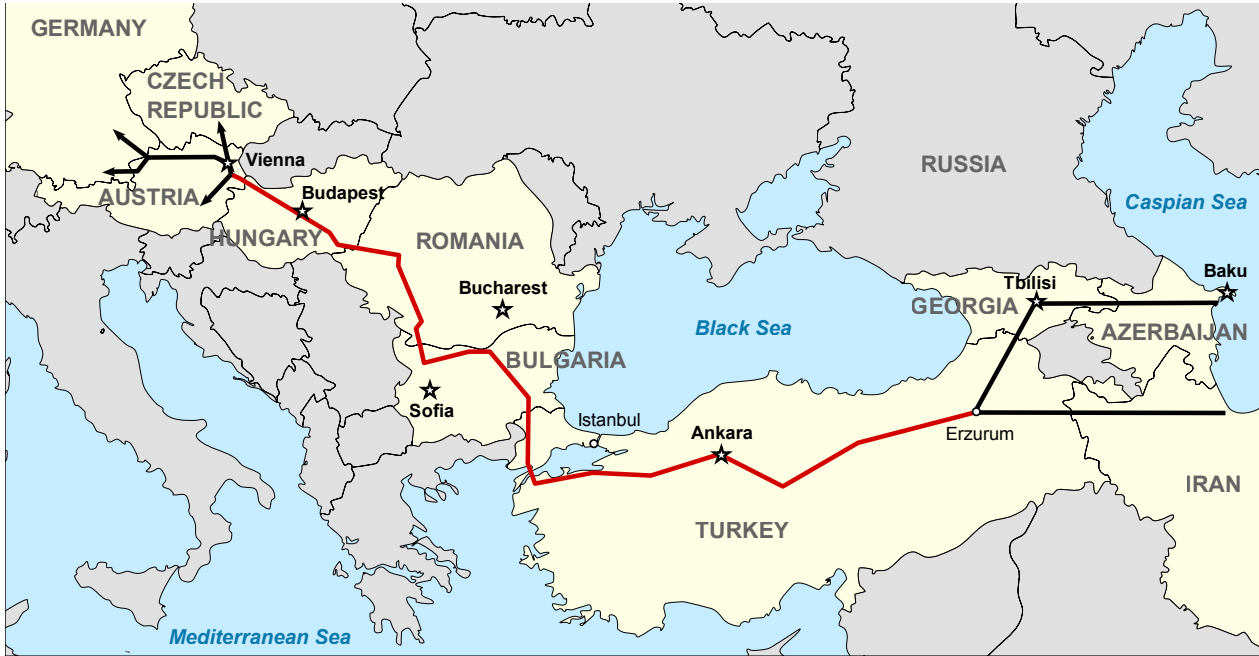 GERMANY
CZECH
REPUBLIC
Vienna
AUSTRIA
Budapest
HUNGARY
ROMANIA
Bucharest
BULGARIA
Sofia
Istanbul
Ankara
TURKEY
Erzurum
Black Sea
RUSSIA
Caspian Sea
Tbilisi
GEORGIA
Baku
AZERBAIJAN
IRAN
Mediterranean Sea